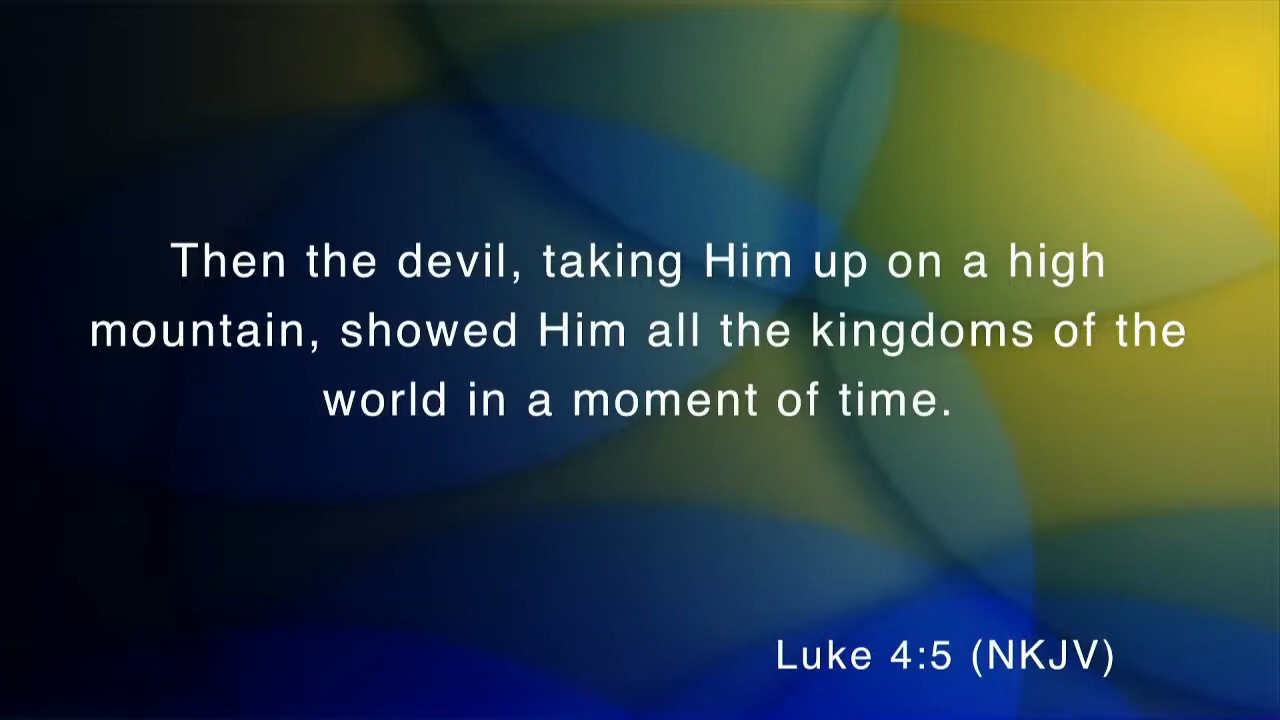 Then the devil, taking Him up on a high
mountain, showed Him all the kingdoms of the
world in a moment of time.
Luke 4:5 (NKJV)